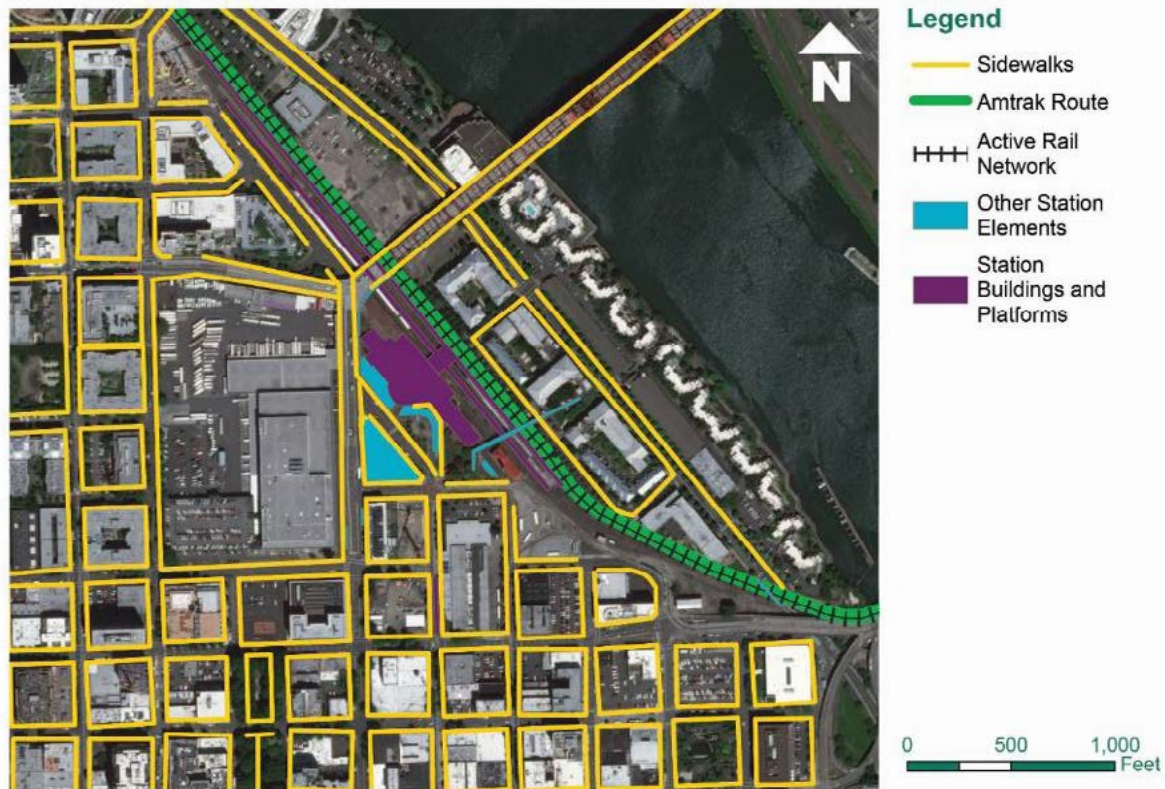 N
Legend
Sidewalks
Amtrak Route
Active Rail
Network
Other Station
Elements
Station
Buildings and
Platforms
0 500 1,000
Feet